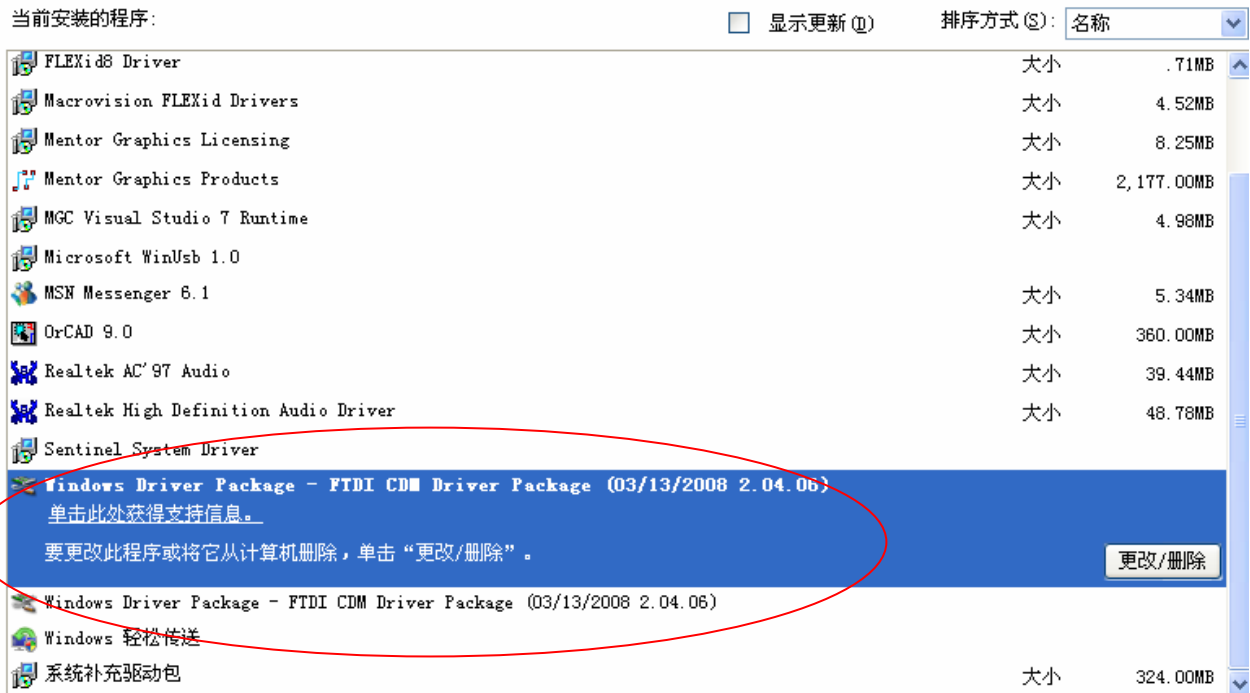 当前安装的程序: 显示更新(D) 排序方式(S): 名称
FLEXid8 Driver 大小 .71MB
Macrovision FLEXid Drivers 大小 4.52MB
Mentor Graphics Licensing 大小 8.25MB
Mentor Graphics Products 大小 2,177.00MB
MGC Visual Studio 7 Runtime 大小 4.98MB
Microsoft WinUsb 1.0
MSN Messenger 6.1 大小 5.34MB
OrCAD 9.0 大小 360.00MB
Realtek AC'97 Audio 大小 39.44MB
Realtek High Definition Audio Driver 大小 48.78MB
Sentinel System Driver
Windows Driver Package - FTDI CDM Driver Package (03/13/2008 2.04.06)
单击此处获得支持信息。
要更改此程序或将它从计算机删除，单击“更改/删除”。 更改/删除
Windows Driver Package - FTDI CDM Driver Package (03/13/2008 2.04.06)
Windows 轻松传送
系统补充驱动包 大小 324.00MB